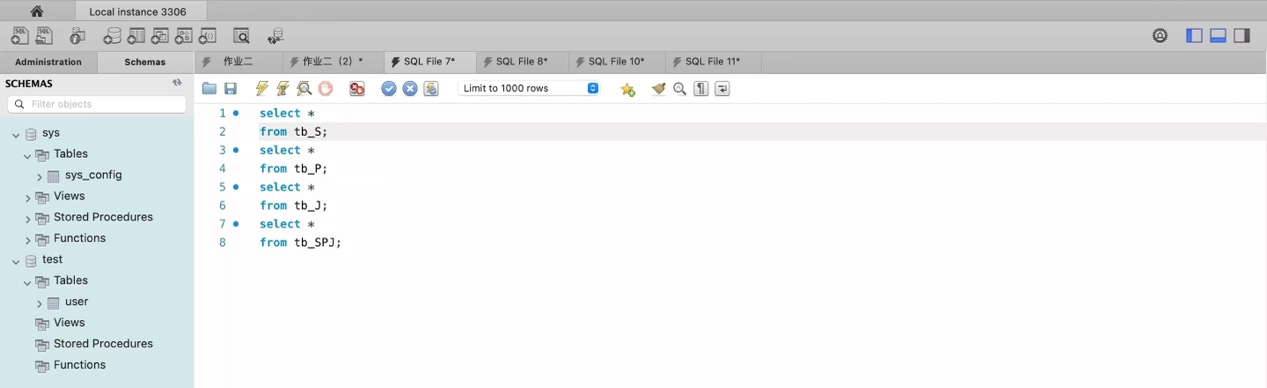 Local instance 3306
Administration
Schemas
作业二
作业二（2）*
SQL File 7*
SQL File 8*
SQL File 10*
SQL File 11*
SCHEMAS
Filter objects
Limit to 1000 rows
sys
Tables
sys_config
Views
Stored Procedures
Functions
test
Tables
user
Views
Stored Procedures
Functions
1 select *
2 from tb_S;
3 select *
4 from tb_P;
5 select *
6 from tb_J;
7 select *
8 from tb_SPJ;